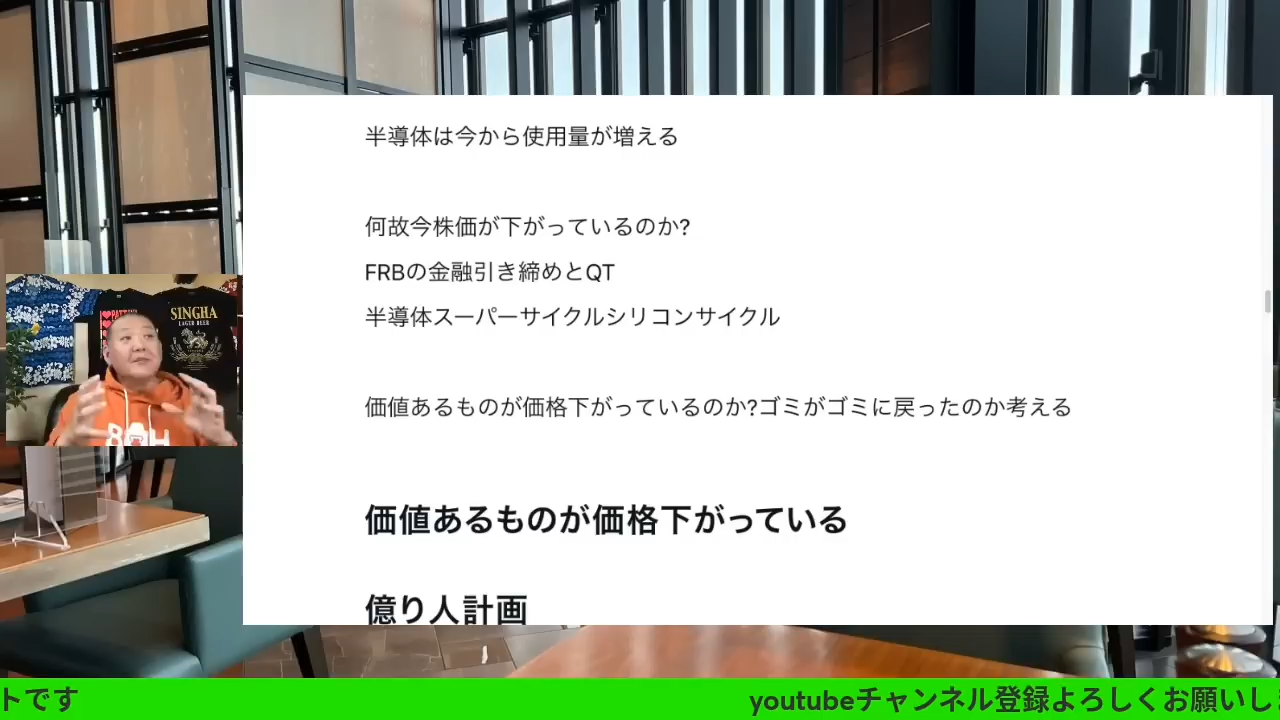 半導体は今から使用量が増える
何故今株価が下がっているのか?
FRBの金融引き締めとQT
半導体スーパーサイクルシリコンサイクル
価値あるものが価格下がっているのか?ゴミがゴミに戻ったのか考える
価値あるものが価格下がっている
億り人計画
SINGHA
LAGER BEER
トです
youtubeチャンネル登録よろしくお願いし